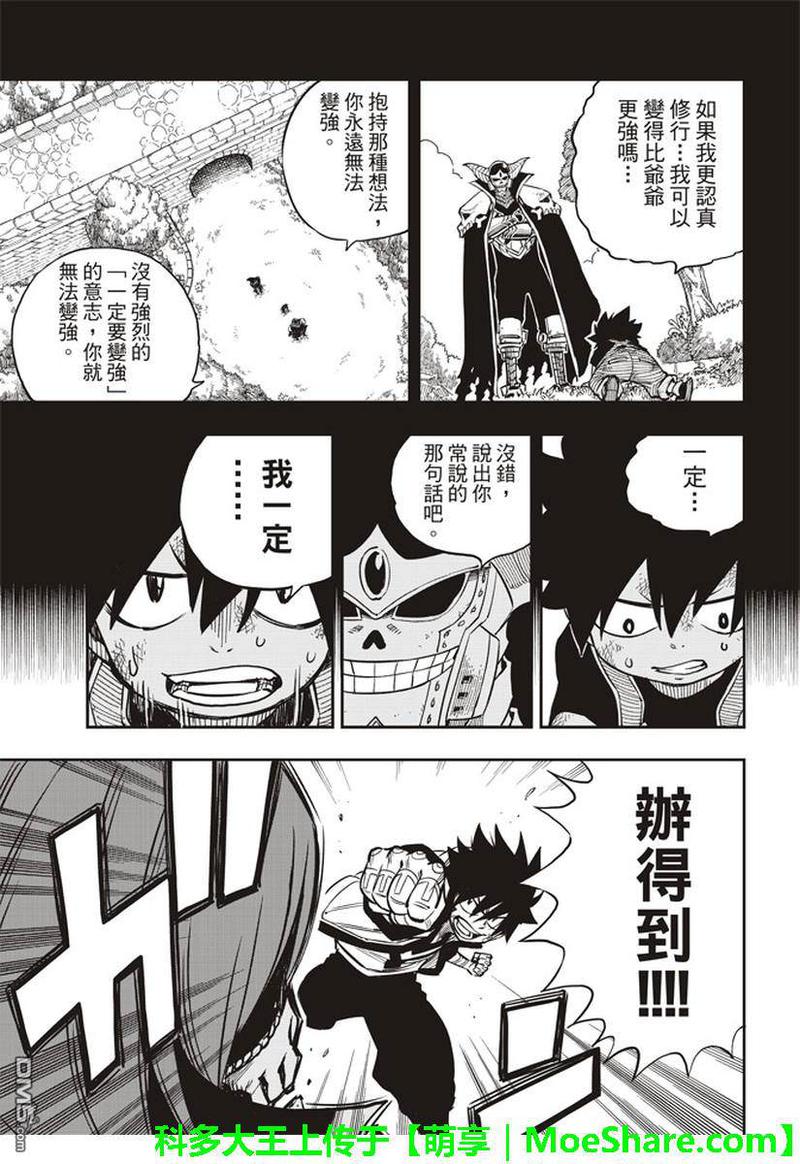 如果我更認真
修行…我可以
變得比爺爺
更強嗎…
抱持那種想法，
你永遠無法
變強。
沒有強烈的
「一定要變強」
的意志，你就
無法變強。
一定…
沒錯，
說出你
常說的
那句話吧。
我一定
……
辦得到!!!!
ガッ
DM5.com
科多大王上传于【萌享｜MoeShare.com】